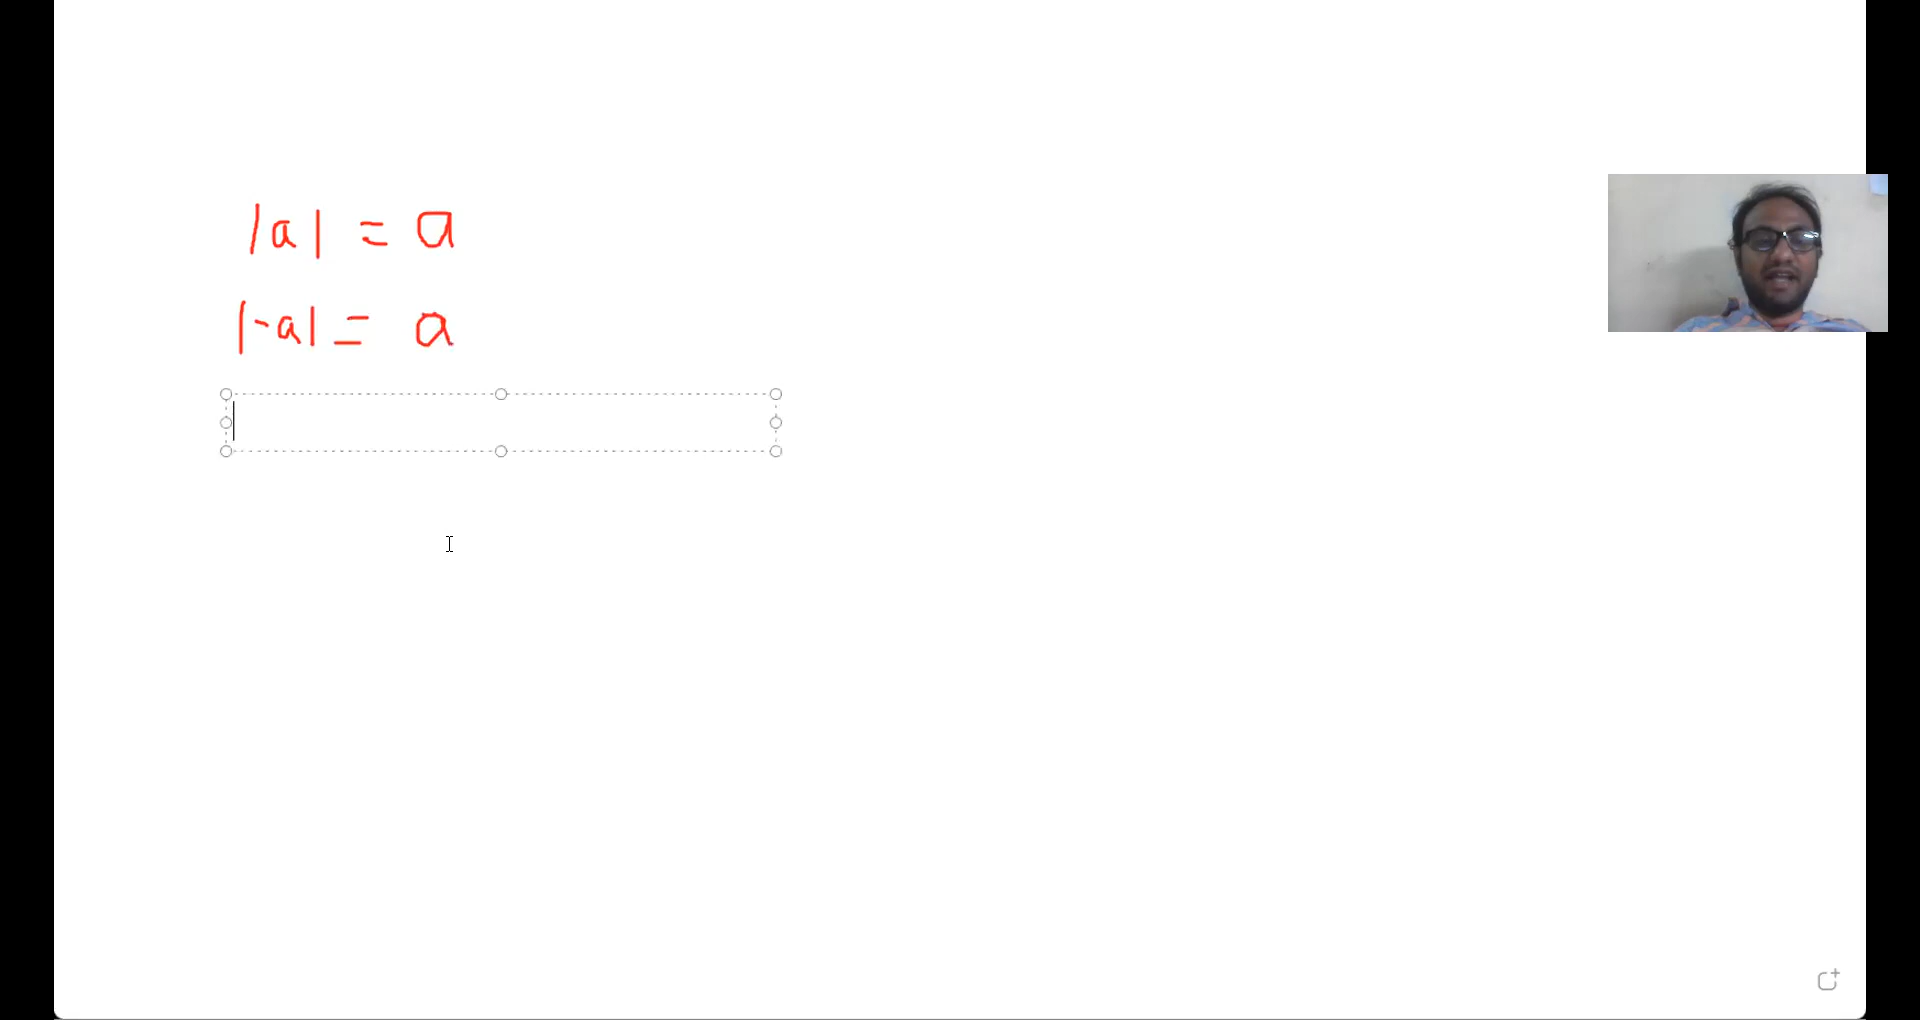 |a| = a
|-a| = a